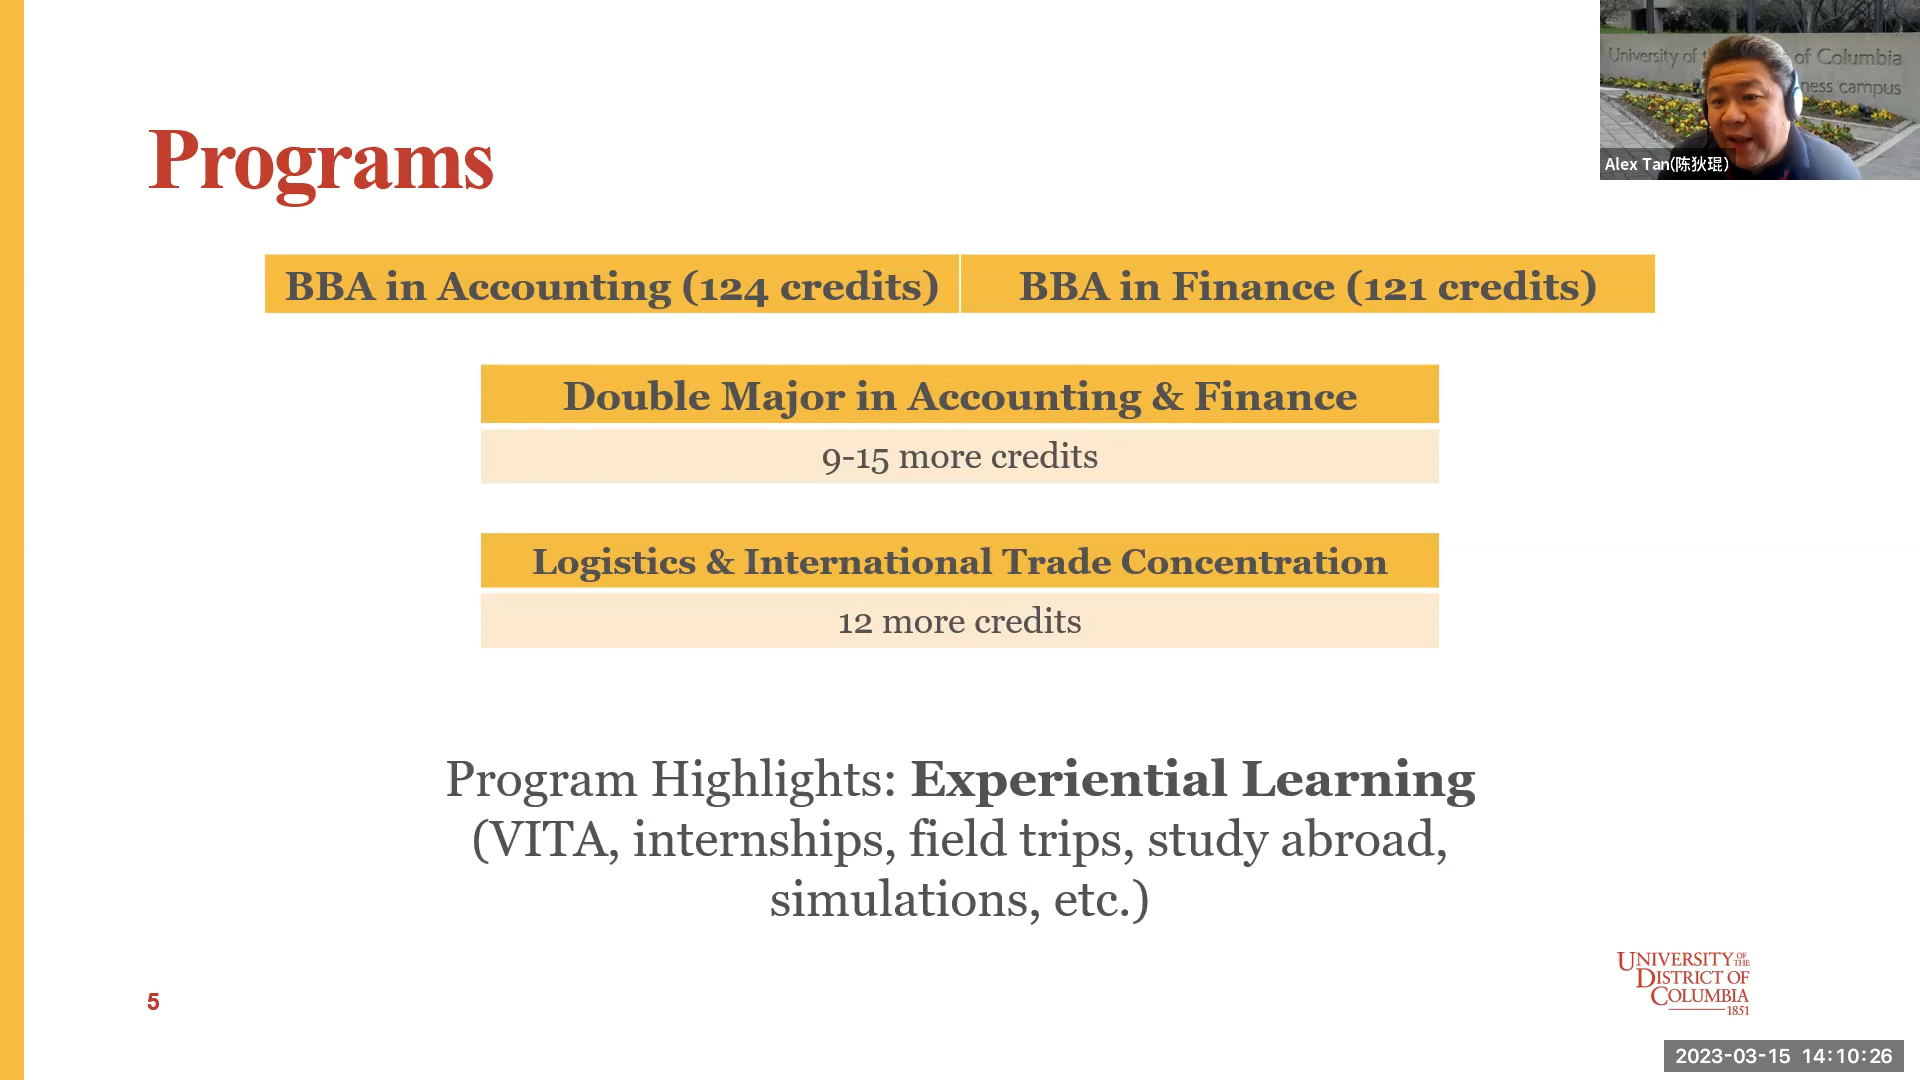 Programs
University of of Columbia
ness campus
Alex Tan(陈狄琨)
BBA in Accounting (124 credits)
BBA in Finance (121 credits)
Double Major in Accounting & Finance
9-15 more credits
Logistics & International Trade Concentration
12 more credits
Program Highlights: Experiential Learning
(VITA, internships, field trips, study abroad,
simulations, etc.)
5
UNIVERSITY OF THE
DISTRICT OF
COLUMBIA
1851
2023-03-15 14:10:26